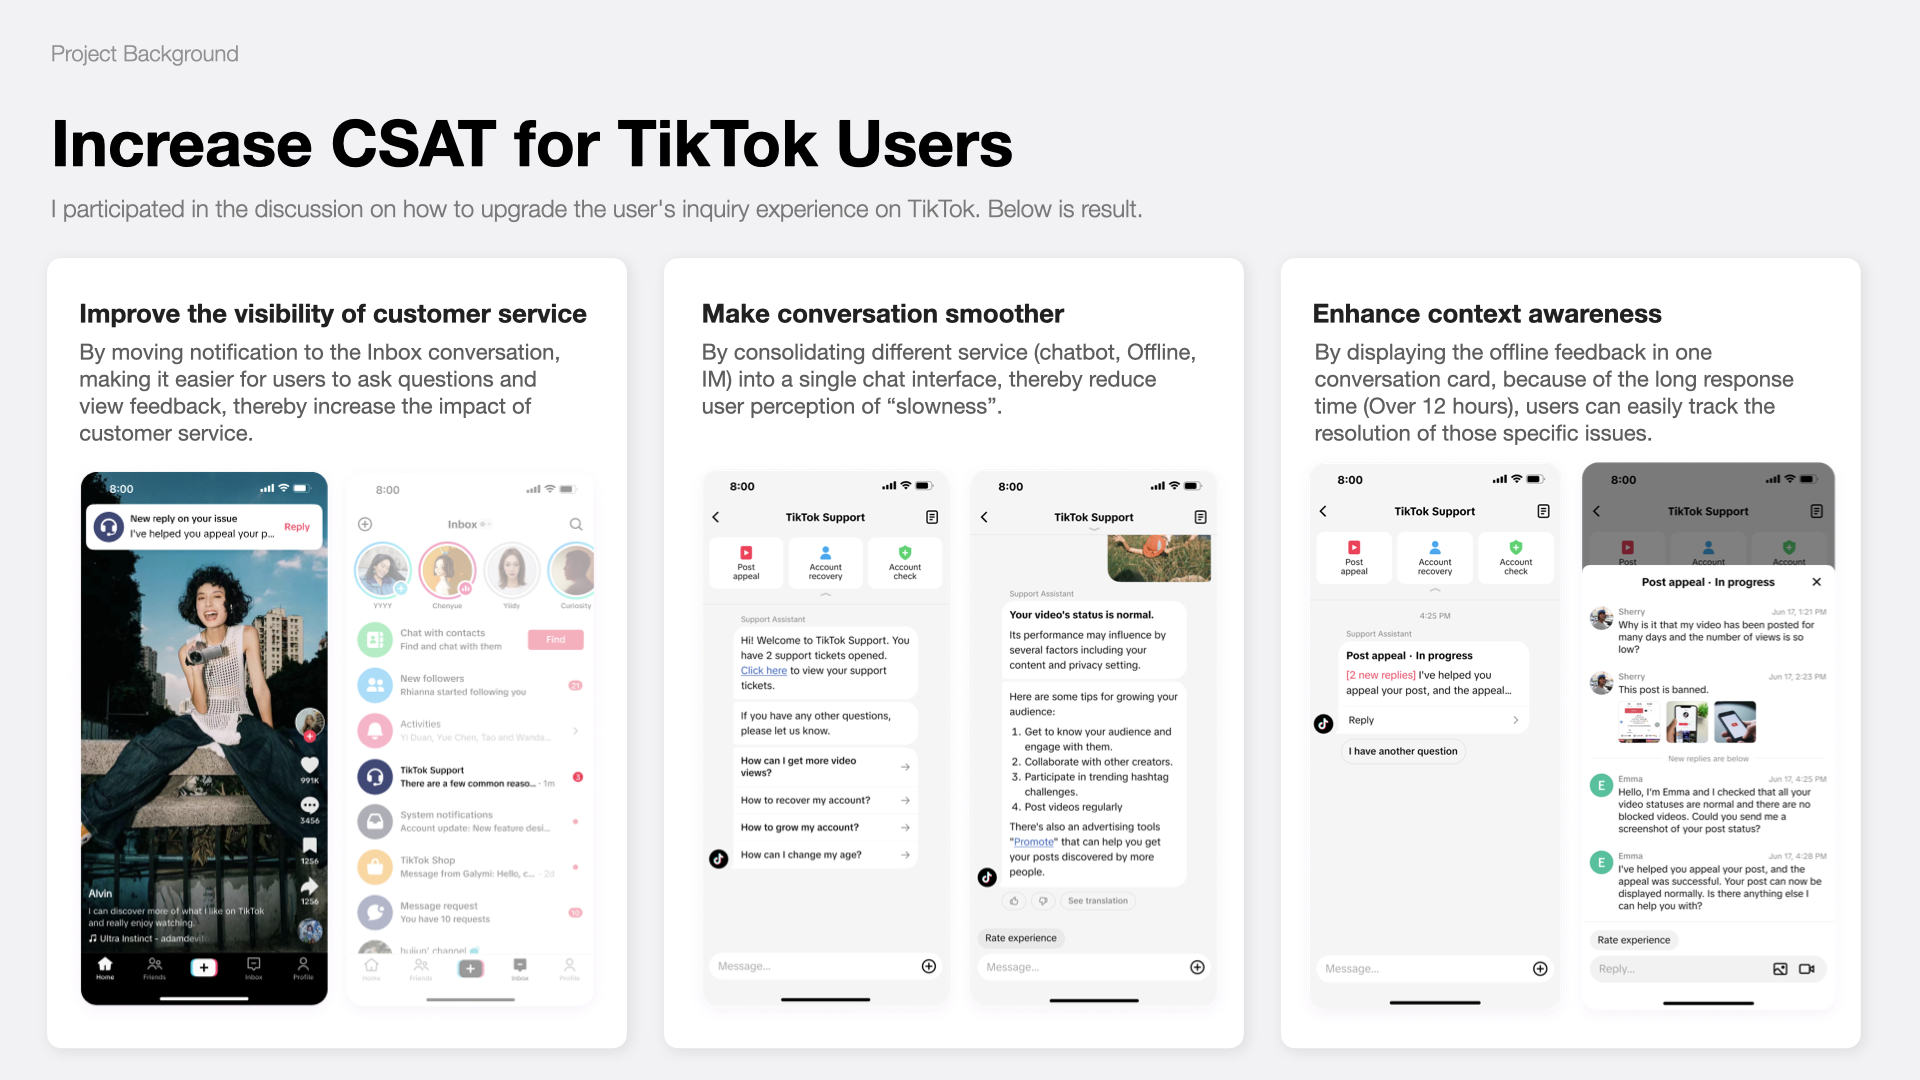 Project Background
Increase CSAT for TikTok Users
I participated in the discussion on how to upgrade the user's inquiry experience on TikTok. Below is result.
Improve the visibility of customer service
By moving notification to the Inbox conversation,
making it easier for users to ask questions and
view feedback, thereby increase the impact of
customer service.
8:00
New reply on your issue
I've helped you appeal your p...
Reply
991K
3456
1256
1256
Alvin
I can discover more of what I like on TikTok
and really enjoy watching.
Ultra Instinct - adamdevit
Home
Friends
Inbox
Profile
8:00
Inbox
YYYY
Chenyue
Yiidy
Curiosity
Chat with contacts
Find and chat with them
Find
New followers
Rhianna started following you
21
Activities
Yi Duan, Yue Chen, Tao and Wanda...
TikTok Support
There are a few common reaso... · 1m
3
System notifications
Account update: New feature desi...
TikTok Shop
Message from Galymi: Hello, c... · 2d
Message request
You have 10 requests
10
huijun' channel
Home
Friends
Inbox
Profile
Make conversation smoother
By consolidating different service (chatbot, Offline,
IM) into a single chat interface, thereby reduce
user perception of “slowness”.
8:00
TikTok Support
Post
appeal
Account
recovery
Account
check
Support Assistant
Hi! Welcome to TikTok Support. You
have 2 support tickets opened.
Click here to view your support
tickets.
If you have any other questions,
please let us know.
How can I get more video
views?
How to recover my account?
How to grow my account?
How can I change my age?
Message...
8:00
TikTok Support
Support Assistant
Your video's status is normal.
Its performance may influence by
several factors including your
content and privacy setting.
Here are some tips for growing your
audience:
1. Get to know your audience and
engage with them.
2. Collaborate with other creators.
3. Participate in trending hashtag
challenges.
4. Post videos regularly
There's also an advertising tools
"Promote" that can help you get
your posts discovered by more
people.
See translation
Rate experience
Message...
Enhance context awareness
By displaying the offline feedback in one
conversation card, because of the long response
time (Over 12 hours), users can easily track the
resolution of those specific issues.
8:00
TikTok Support
Post
appeal
Account
recovery
Account
check
4:25 PM
Support Assistant
Post appeal · In progress
[2 new replies] I've helped you
appeal your post, and the appeal...
Reply
I have another question
Message...
8:00
TikTok Support
Post
Account
Account
Post appeal · In progress
Sherry
Jun 17, 1:21 PM
Why is it that my video has been posted for
many days and the number of views is so
low?
Sherry
Jun 17, 2:23 PM
This post is banned.
New replies are below
E
Emma
Jun 17, 4:25 PM
Hello, I'm Emma and I checked that all your
video statuses are normal and there are no
blocked videos. Could you send me a
screenshot of your post status?
E
Emma
Jun 17, 4:28 PM
I've helped you appeal your post, and the
appeal was successful. Your post can now be
displayed normally. Is there anything else I
can help you with?
Rate experience
Reply...